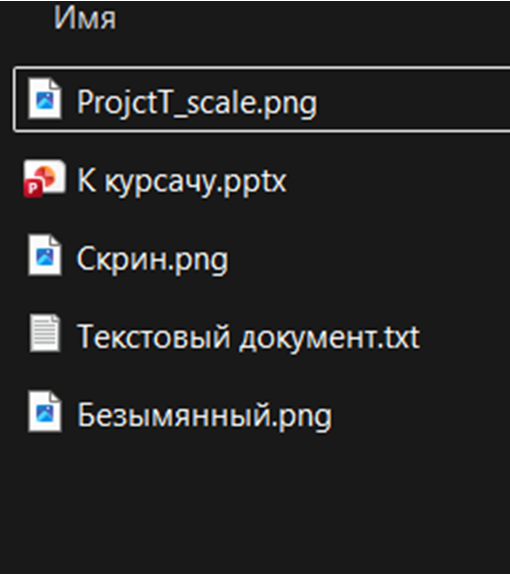 Имя
ProjctT_scale.png
К курсачу.pptx
Скрин.png
Текстовый документ.txt
Безымянный.png